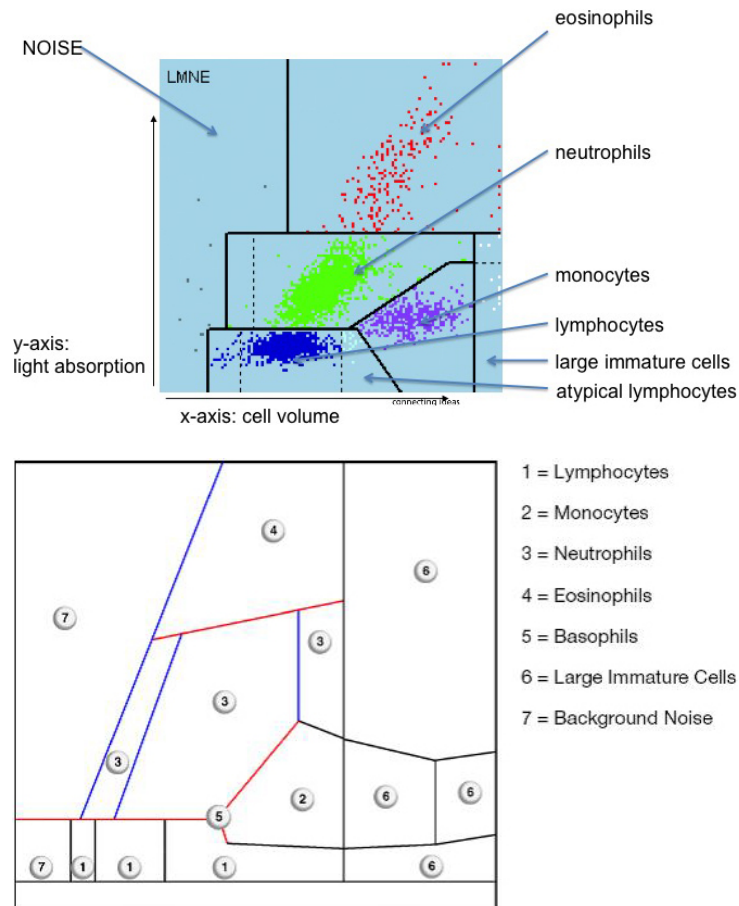 eosinophils
NOISE
LMNE
neutrophils
monocytes
lymphocytes
y-axis:
light absorption
large immature cells
atypical lymphocytes
connecting ideas
x-axis: cell volume
1 = Lymphocytes
2 = Monocytes
3 = Neutrophils
4 = Eosinophils
5 = Basophils
6 = Large Immature Cells
7 = Background Noise
4
6
7
3
3
3
2
6
6
5
7
1
1
1
6